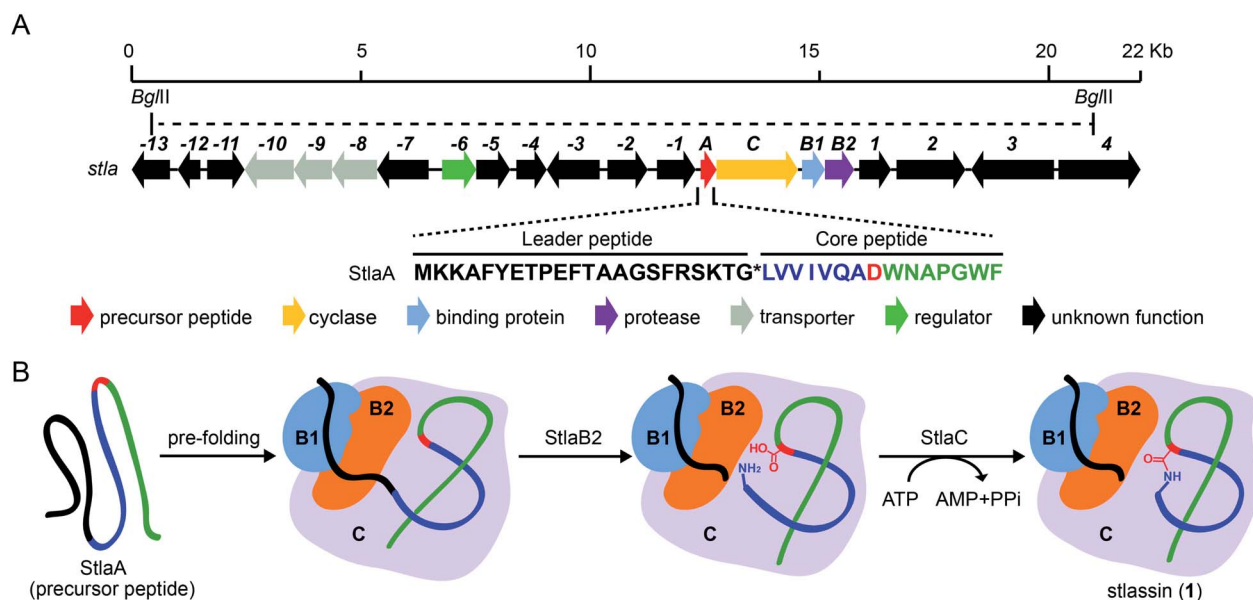 A
0 5 10 15 20 22 Kb
BglII BglII
-13 -12 -11 -10 -9 -8 -7 -6 -5 -4 -3 -2 -1 A C B1 B2 1 2 3 4
stla
Leader peptide Core peptide
StlaA MKKAFYETPEFTAAGSFRSKTG*LVVIVQADWNAPGWF
precursor peptide cyclase binding protein protease transporter regulator unknown function
B
B1 B2 C
B1 B2 C
B1 B2 C
pre-folding StlaB2 StlaC
HO O NH₂
O NH
ATP AMP+PPi
StlaA
(precursor peptide)
stlassin (1)